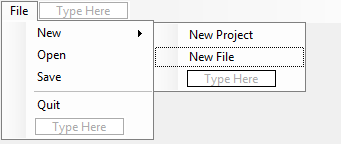 File Type Here
New
Open
Save
Quit
Type Here
New Project
New File
Type Here